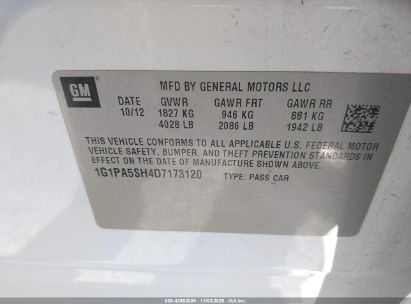 GM
MFD BY GENERAL MOTORS LLC
DATE GVWR GAWR FRT GAWR RR
10/12 1827 KG 946 KG 881 KG
4028 LB 2086 LB 1942 LB
THIS VEHICLE CONFORMS TO ALL APPLICABLE U.S. FEDERAL MOTOR
VEHICLE SAFETY, BUMPER, AND THEFT PREVENTION STANDARDS
IN EFFECT ON THE DATE OF MANUFACTURE SHOWN ABOVE.
1G1PA5SH4D7173120 TYPE: PASS CAR